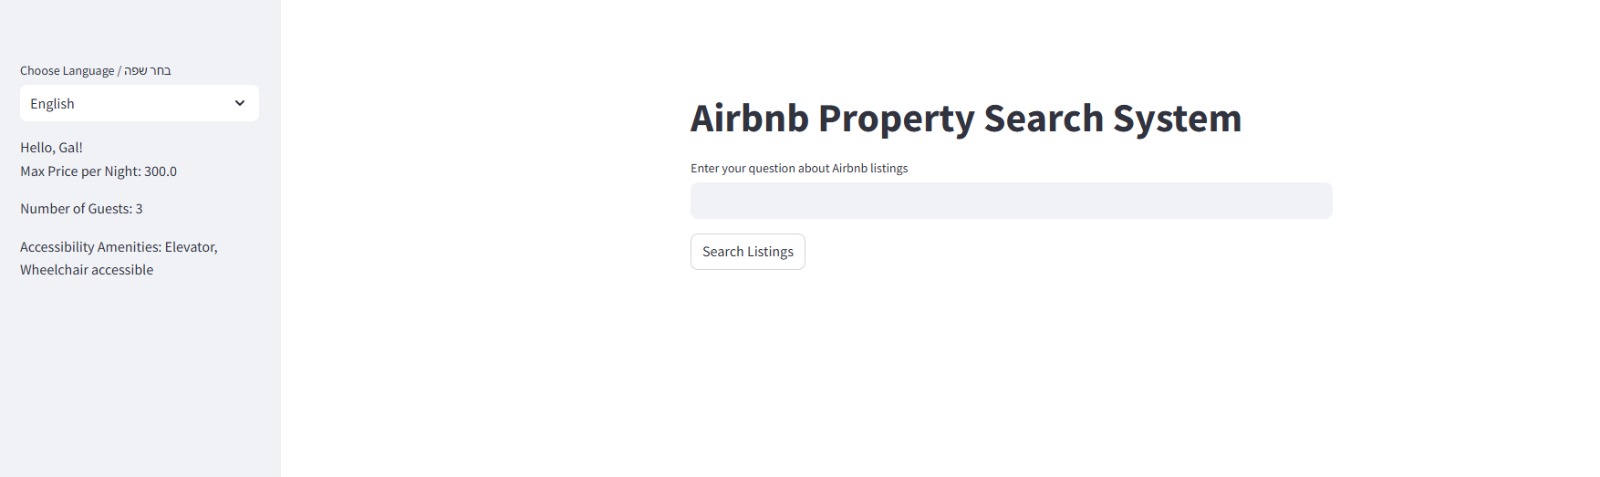 Choose Language / בחר שפה
English
Hello, Gal!
Max Price per Night: 300.0
Number of Guests: 3
Accessibility Amenities: Elevator,
Wheelchair accessible
Airbnb Property Search System
Enter your question about Airbnb listings
Search Listings